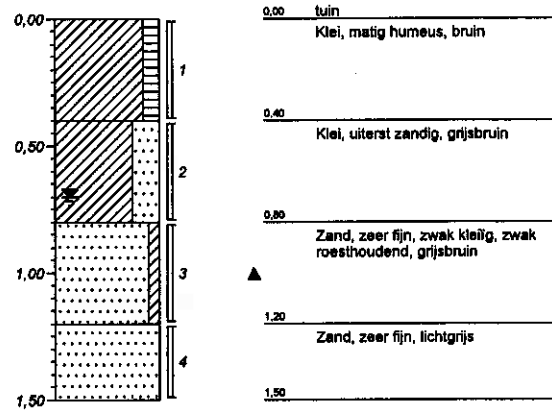 0,00
0,50
1,00
1,50
1
2
3
4
0,00 tuin
Klei, matig humeus, bruin
0,40
Klei, uiterst zandig, grijsbruin
0,80
Zand, zeer fijn, zwak kleiïg, zwak
roesthoudend, grijsbruin
1,20
Zand, zeer fijn, lichtgrijs
1,50